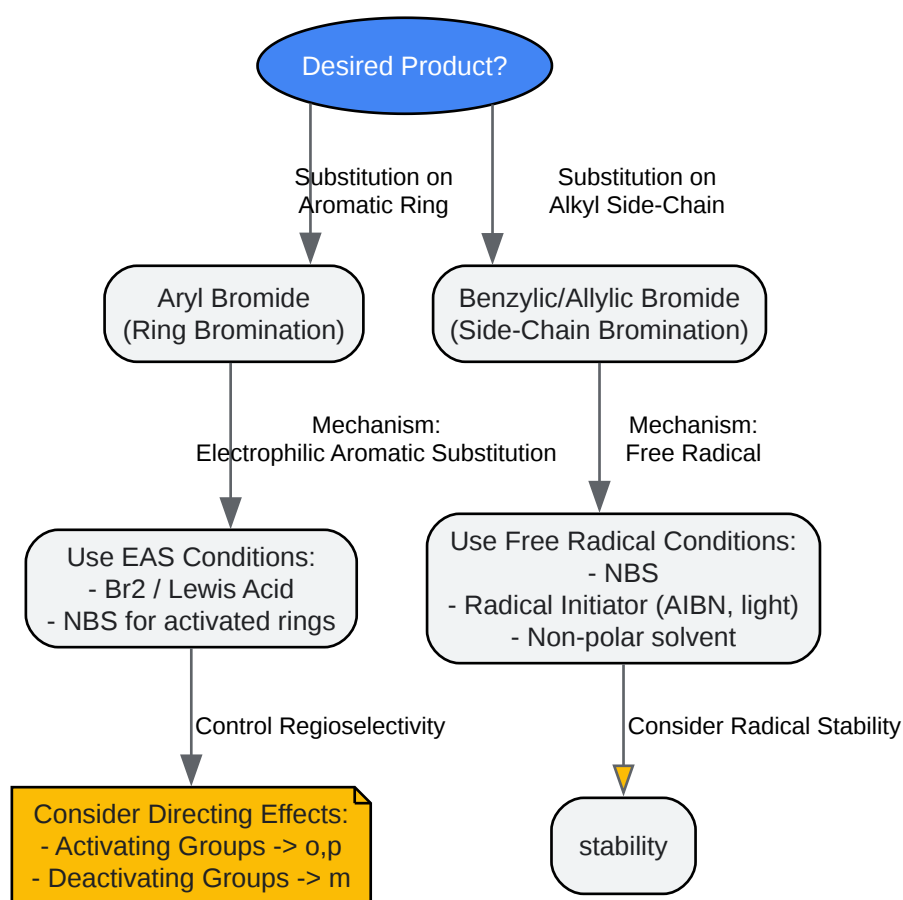 Desired Product?
Substitution on
Aromatic Ring
Substitution on
Alkyl Side-Chain
Aryl Bromide
(Ring Bromination)
Benzylic/Allylic Bromide
(Side-Chain Bromination)
Mechanism:
Electrophilic Aromatic Substitution
Mechanism:
Free Radical
Use EAS Conditions:
- Br2 / Lewis Acid
- NBS for activated rings
Use Free Radical Conditions:
- NBS
- Radical Initiator (AIBN, light)
- Non-polar solvent
Control Regioselectivity
Consider Radical Stability
Consider Directing Effects:
- Activating Groups -> o,p
- Deactivating Groups -> m
stability